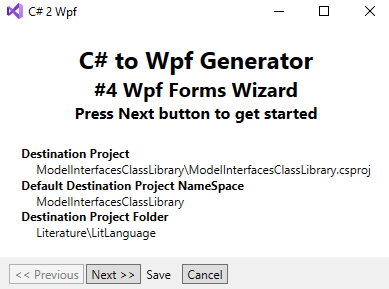 C# 2 Wpf
C# to Wpf Generator
#4 Wpf Forms Wizard
Press Next button to get started
Destination Project
ModelInterfacesClassLibrary\ModelInterfacesClassLibrary.csproj
Default Destination Project NameSpace
ModelInterfacesClassLibrary
Destination Project Folder
Literature\LitLanguage
<< Previous Next >> Save Cancel